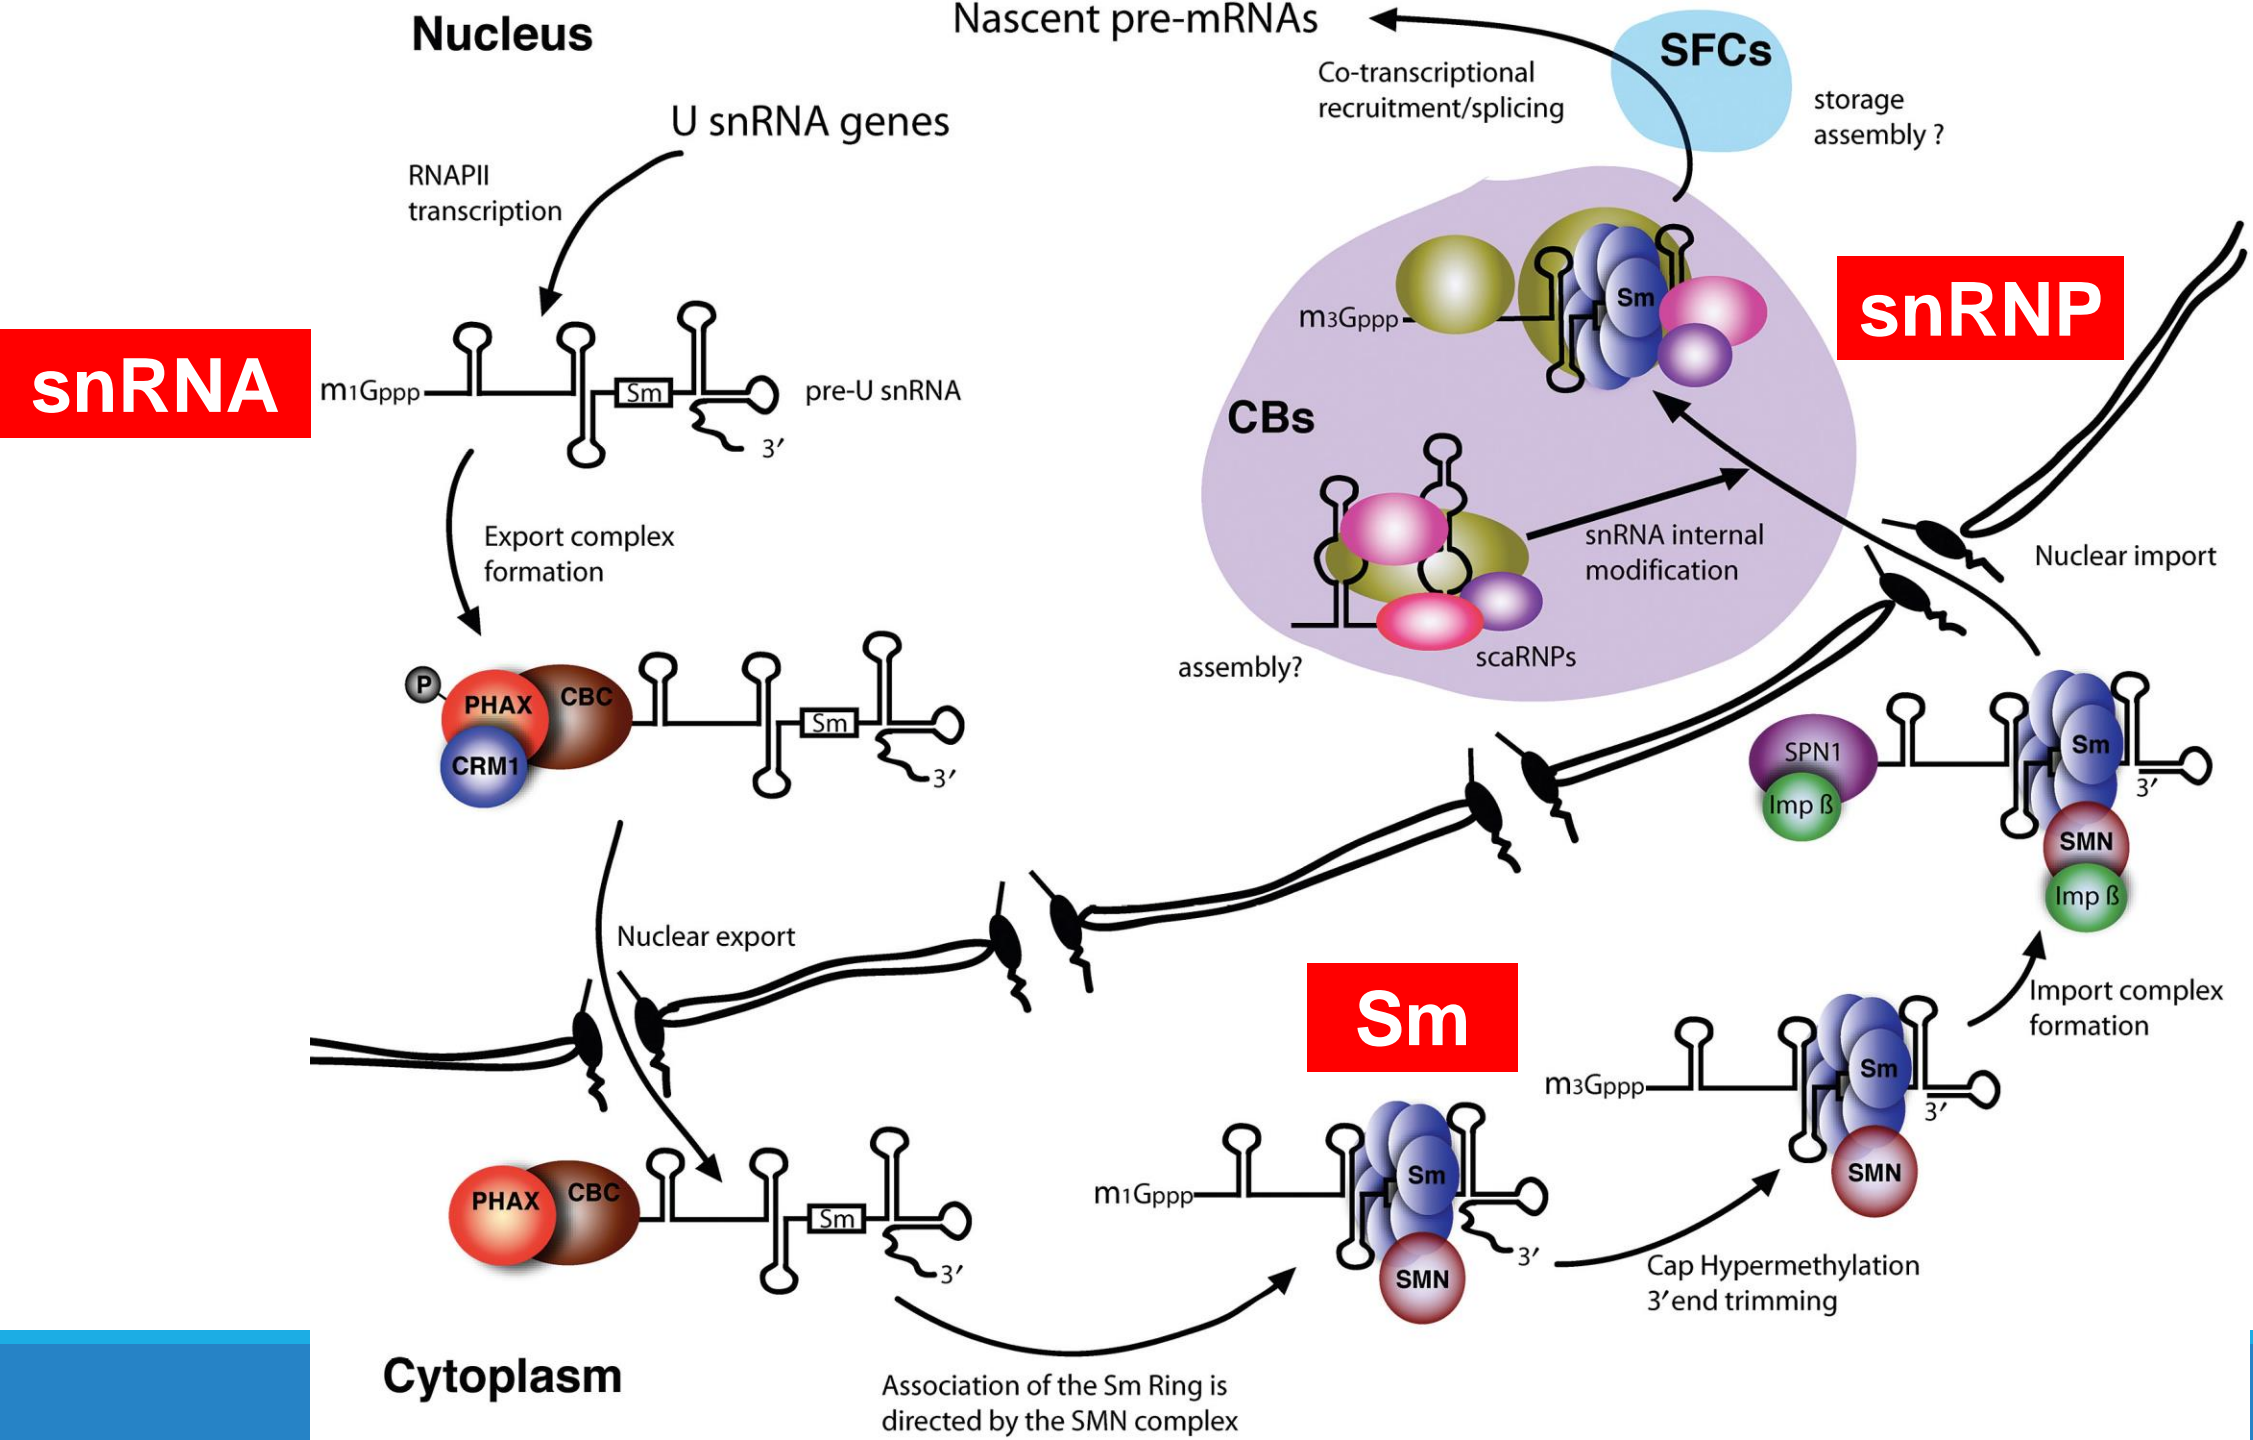 Nucleus
U snRNA genes
RNAPII
transcription
snRNA
m1Gppp
Sm
pre-U snRNA
3′
Export complex
formation
P
PHAX
CBC
CRM1
Sm
3′
Nuclear export
PHAX
CBC
Sm
3′
Cytoplasm
Association of the Sm Ring is
directed by the SMN complex
Sm
m1Gppp
Sm
3′
SMN
Cap Hypermethylation
3′end trimming
m3Gppp
Sm
3′
SMN
Import complex
formation
SPN1
Imp ß
Sm
3′
SMN
Imp ß
Nuclear import
snRNP
CBs
m3Gppp
Sm
snRNA internal
modification
scaRNPs
assembly?
SFCs
storage
assembly ?
Co-transcriptional
recruitment/splicing
Nascent pre-mRNAs